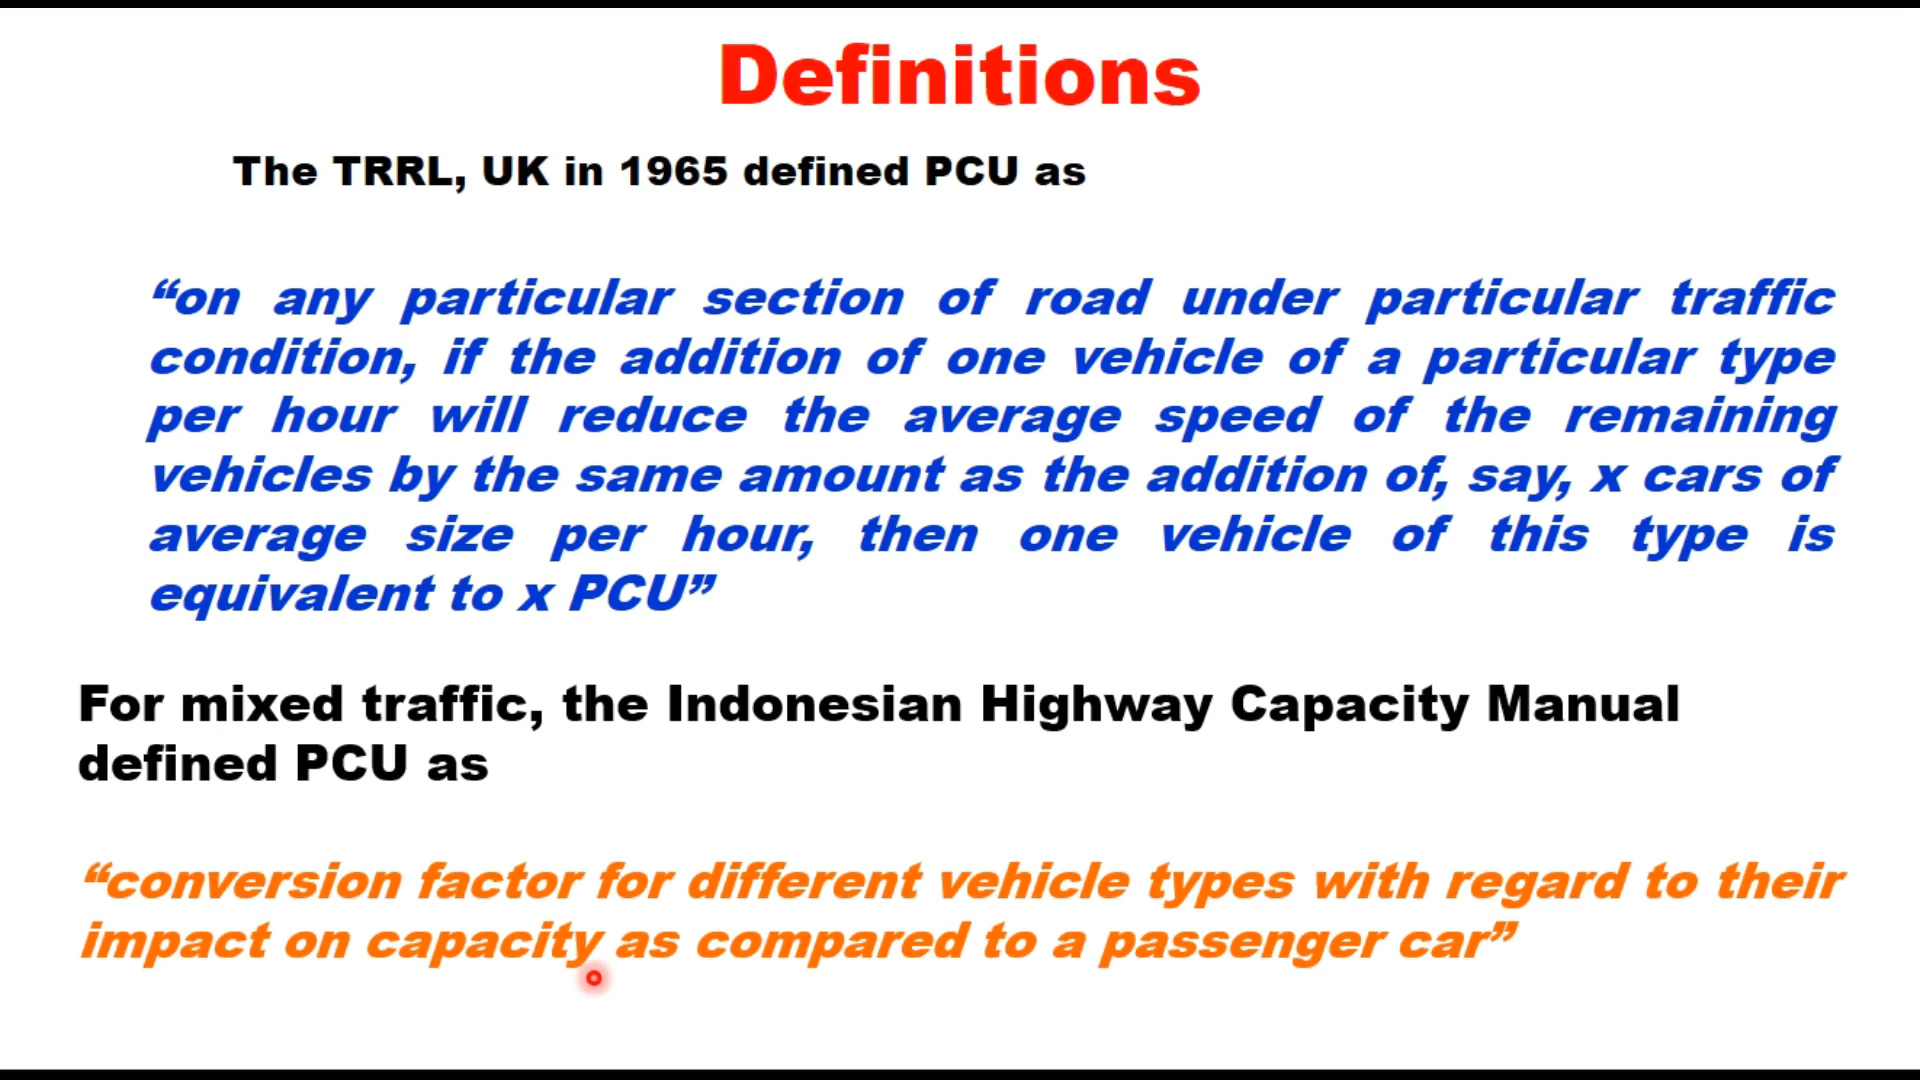 Definitions
The TRRL, UK in 1965 defined PCU as
“on any particular section of road under particular traffic
condition, if the addition of one vehicle of a particular type
per hour will reduce the average speed of the remaining
vehicles by the same amount as the addition of, say, x cars of
average size per hour, then one vehicle of this type is
equivalent to x PCU”
For mixed traffic, the Indonesian Highway Capacity Manual
defined PCU as
“conversion factor for different vehicle types with regard to their
impact on capacity as compared to a passenger car”